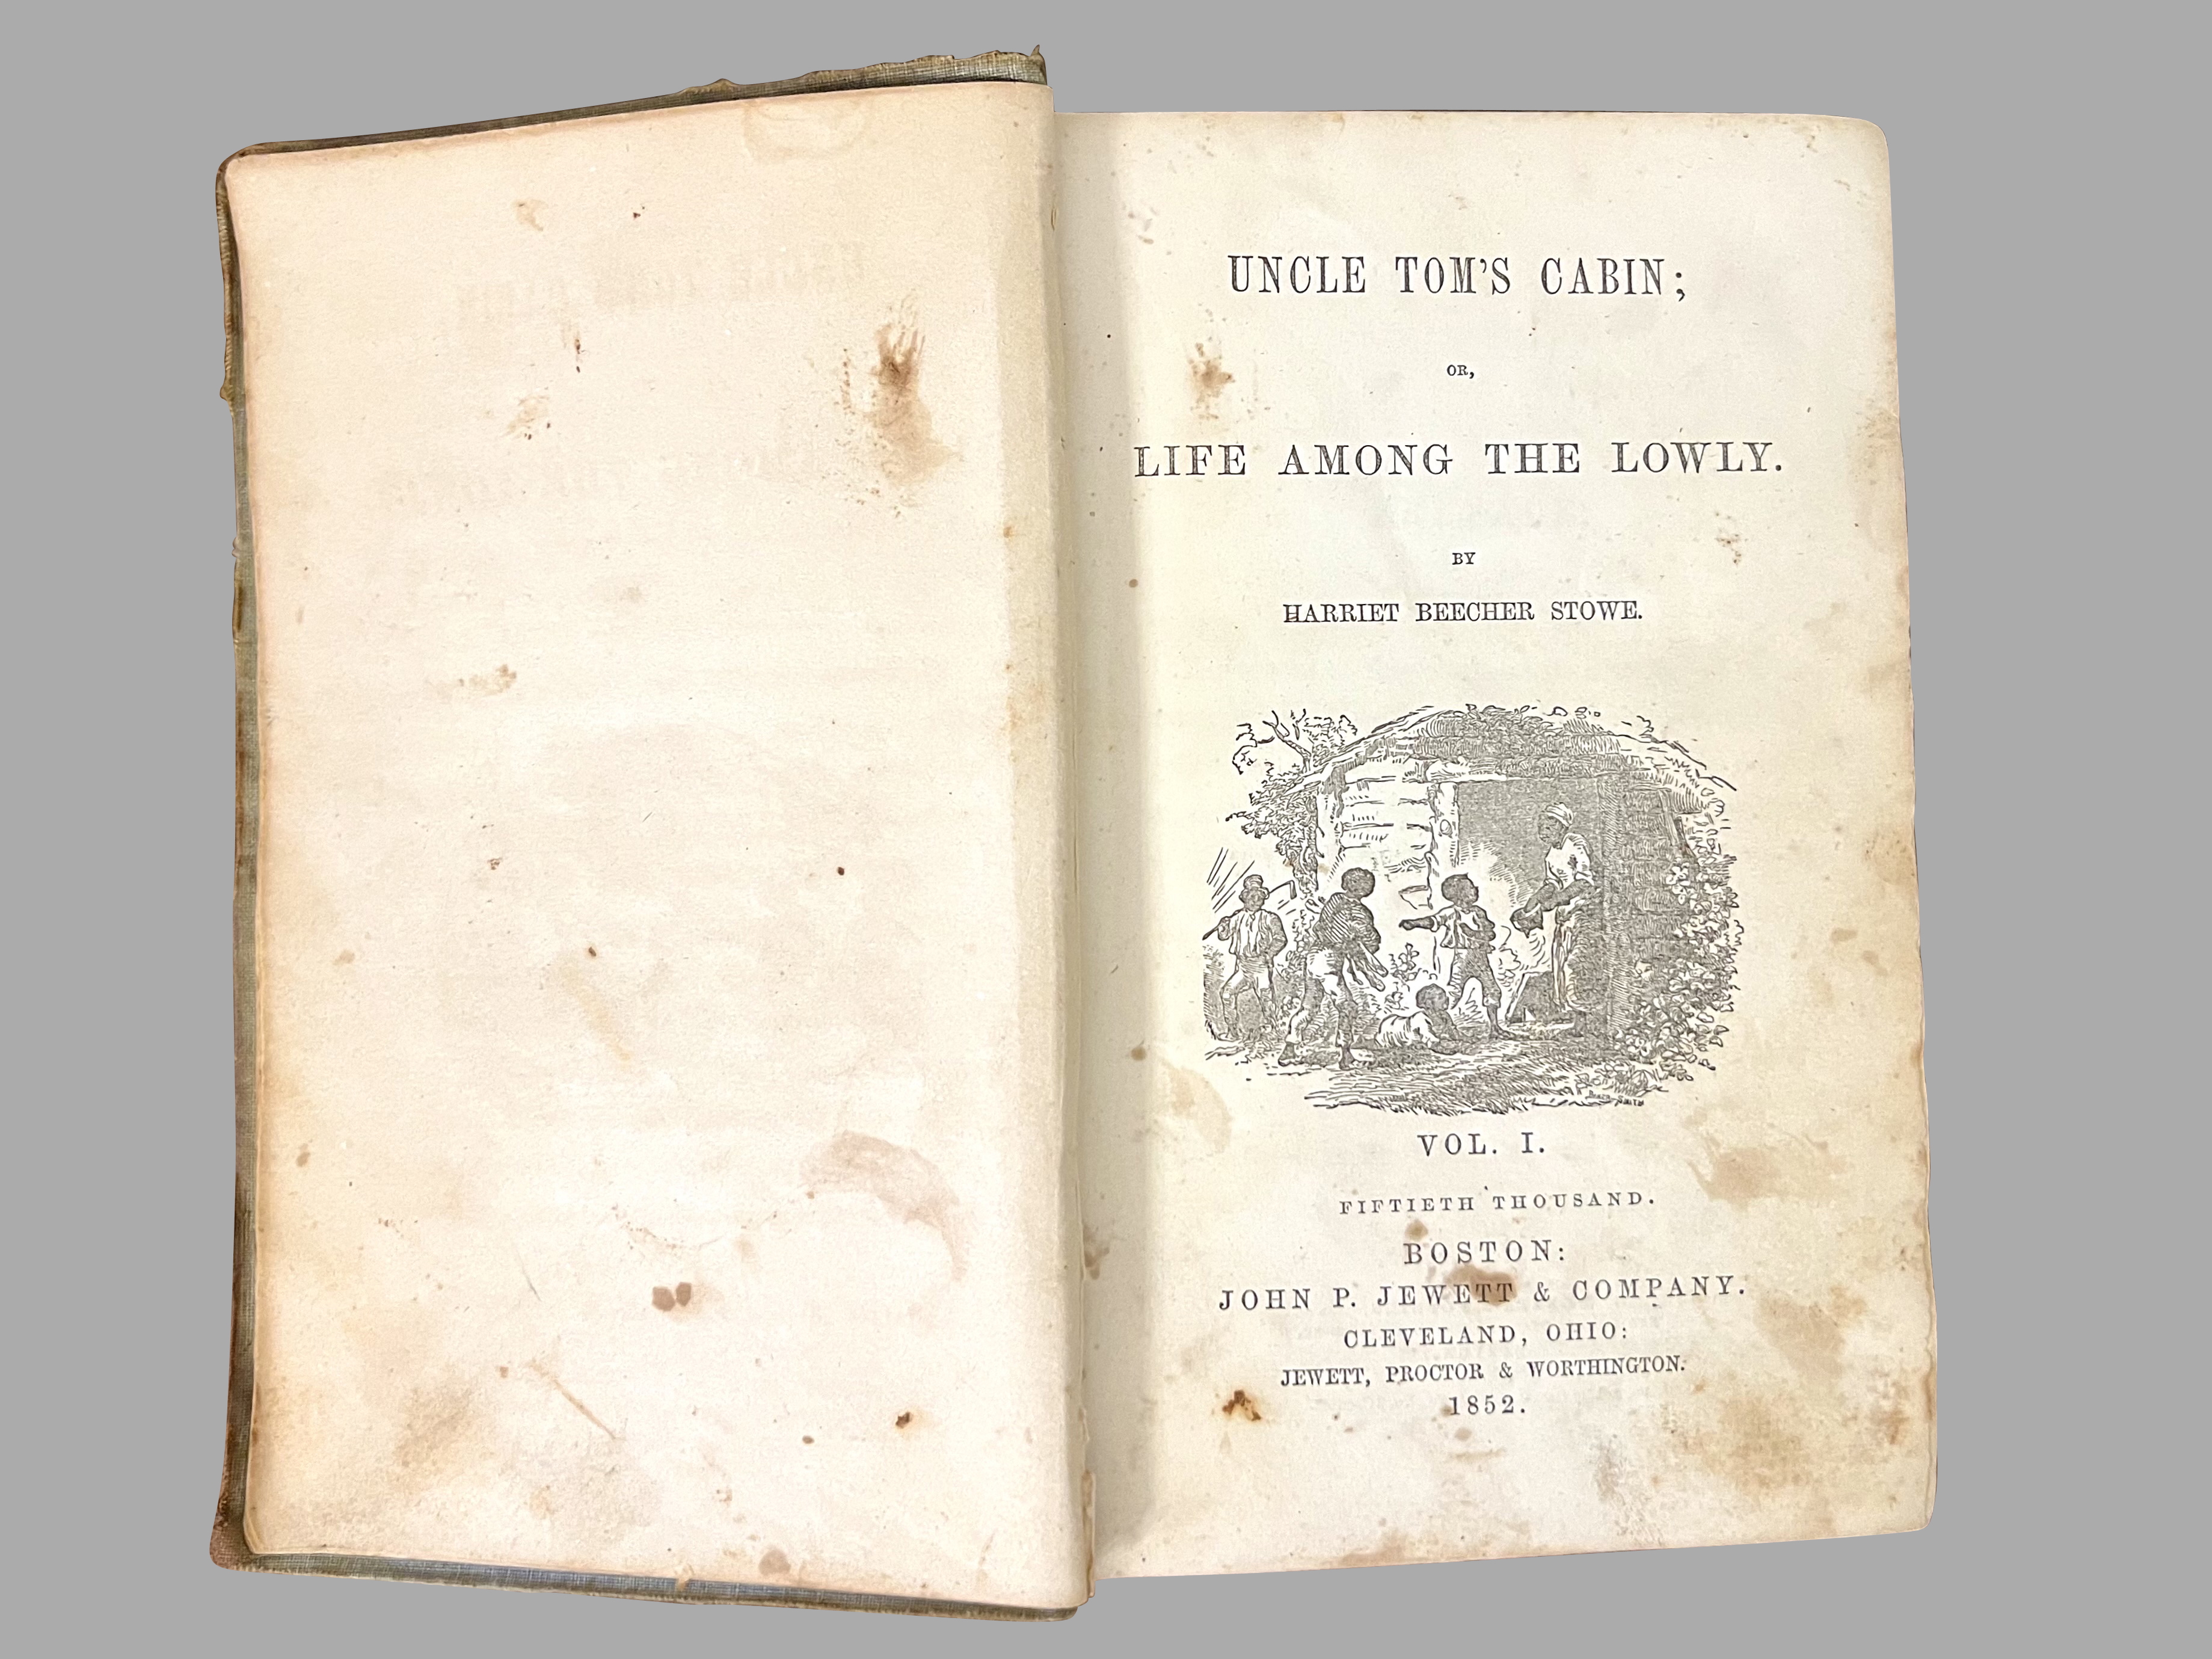 UNCLE TOM'S CABIN;
OR,
LIFE AMONG THE LOWLY.
BY
HARRIET BEECHER STOWE.
SMITH
VOL. I.
FIFTIETH THOUSAND.
BOSTON:
JOHN P. JEWETT & COMPANY.
CLEVELAND, OHIO:
JEWETT, PROCTOR & WORTHINGTON.
1852.